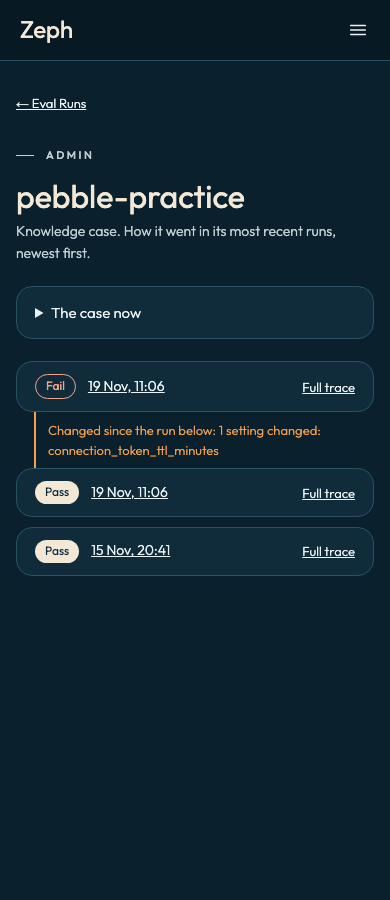 Zeph
← Eval Runs
ADMIN
pebble-practice
Knowledge case. How it went in its most recent runs,
newest first.
▶ The case now
Fail 19 Nov, 11:06 Full trace
Changed since the run below: 1 setting changed:
connection_token_ttl_minutes
Pass 19 Nov, 11:06 Full trace
Pass 15 Nov, 20:41 Full trace